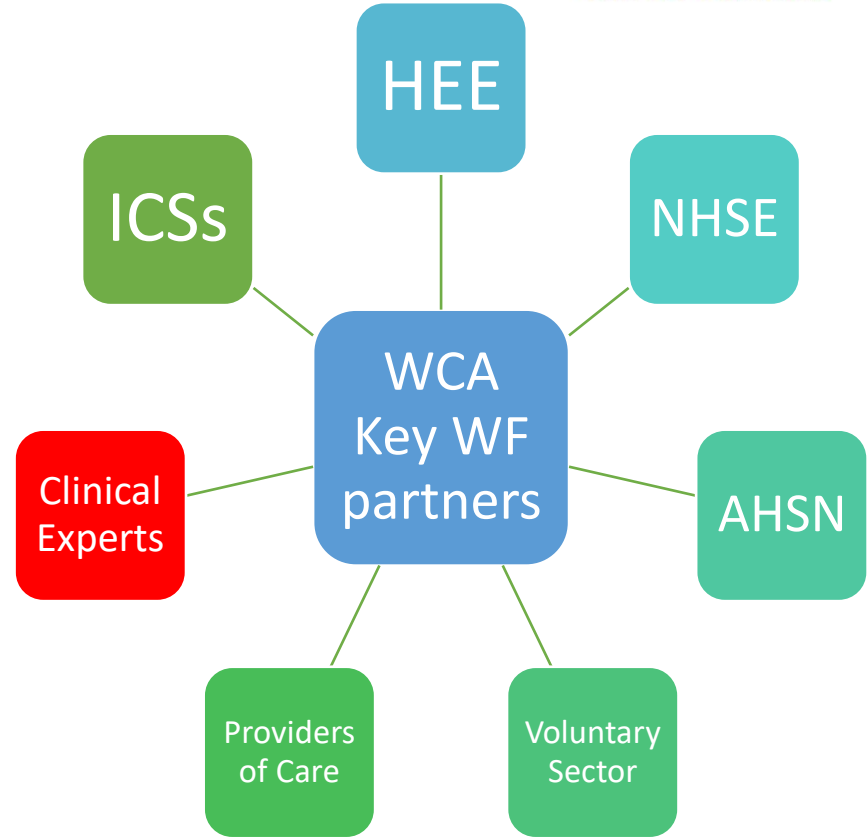 HEE
ICSs
NHSE
WCA
Key WF
partners
Clinical
Experts
AHSN
Providers
of Care
Voluntary
Sector